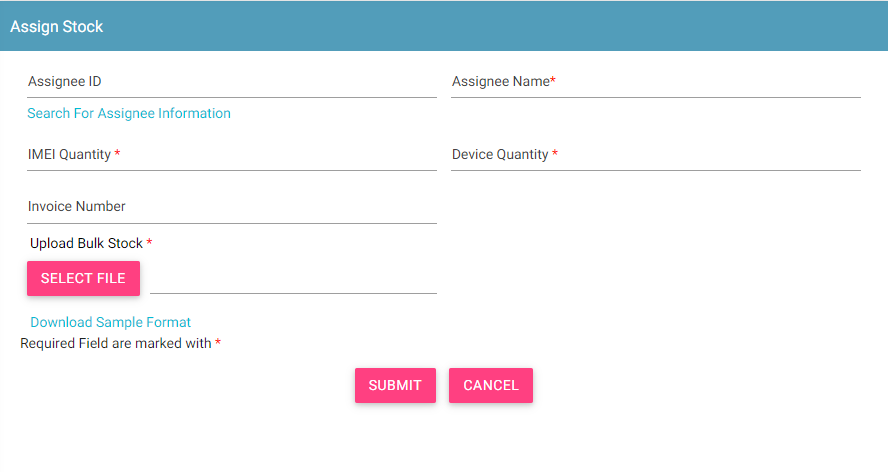 Assign Stock
Assignee ID
Assignee Name*
Search For Assignee Information
IMEI Quantity *
Device Quantity *
Invoice Number
Upload Bulk Stock *
SELECT FILE
Download Sample Format
Required Field are marked with *
SUBMIT
CANCEL